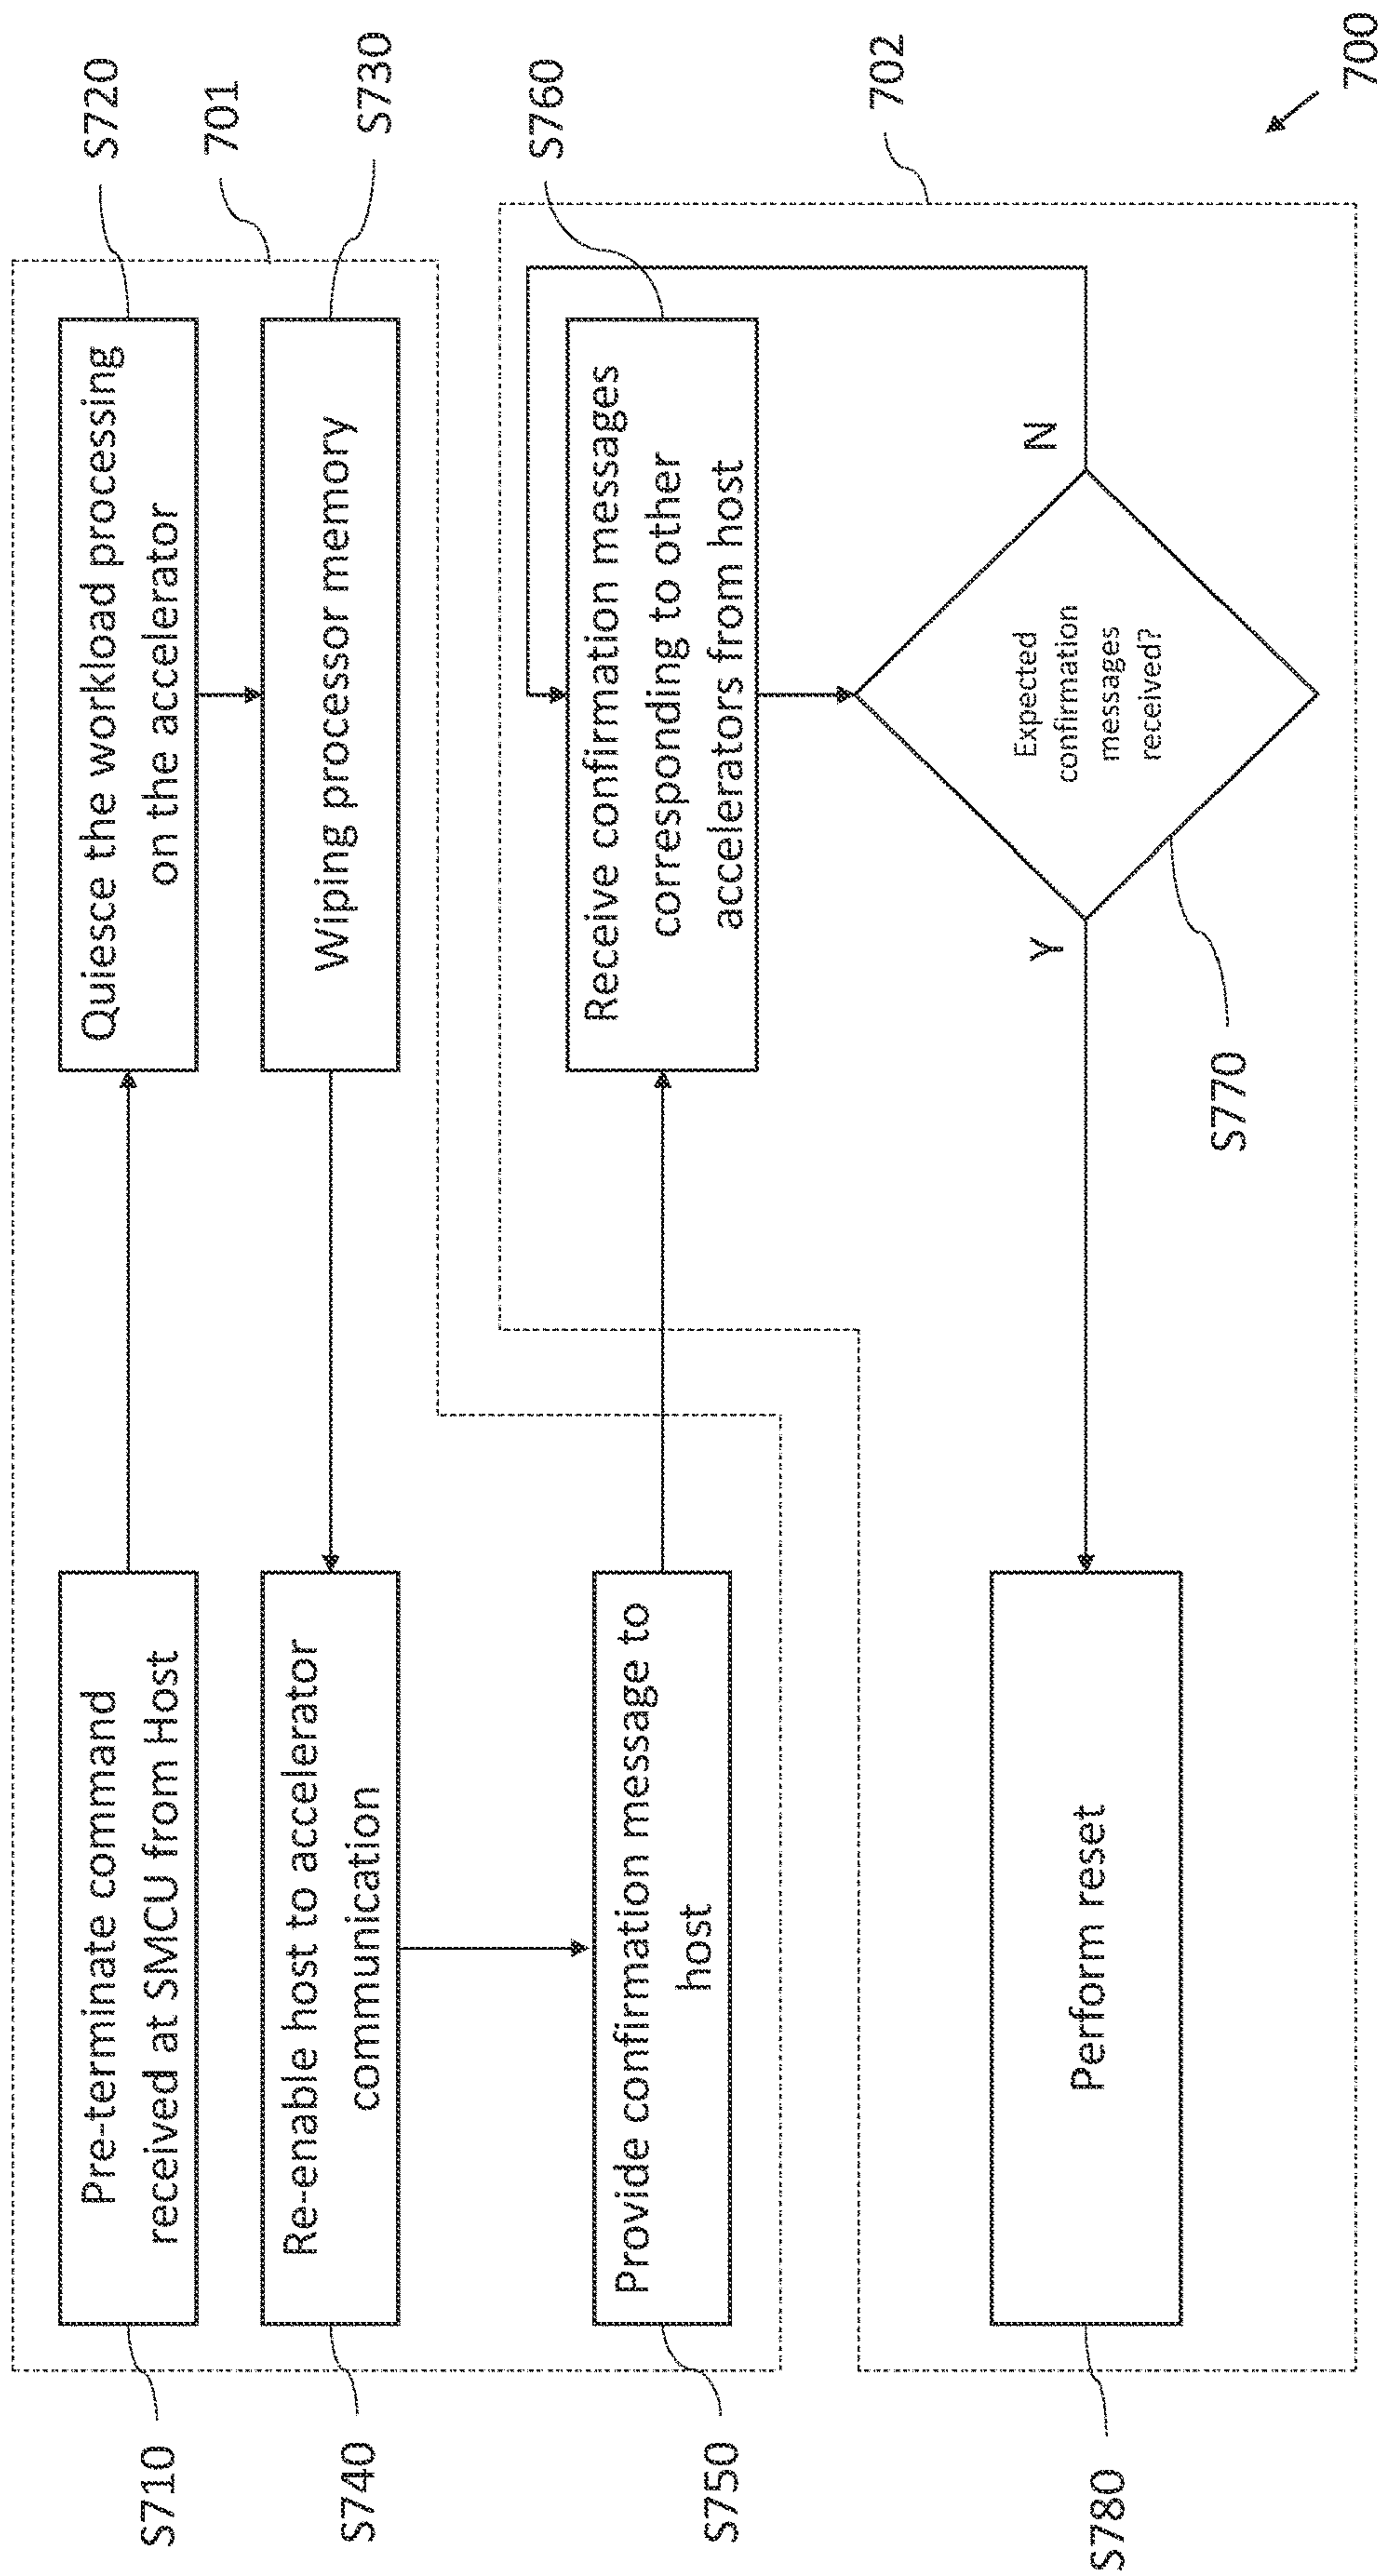 S710
Pre-terminate command
received at SMCU from Host
S720
Quiesce the workload processing
on the accelerator
701
S730
Wiping processor memory
S740
Re-enable host to accelerator
communication
S750
Provide confirmation message to
host
S760
Receive confirmation messages
corresponding to other
accelerators from host
702
Expected
confirmation
messages
received?
Y
N
S770
S780
Perform reset
700